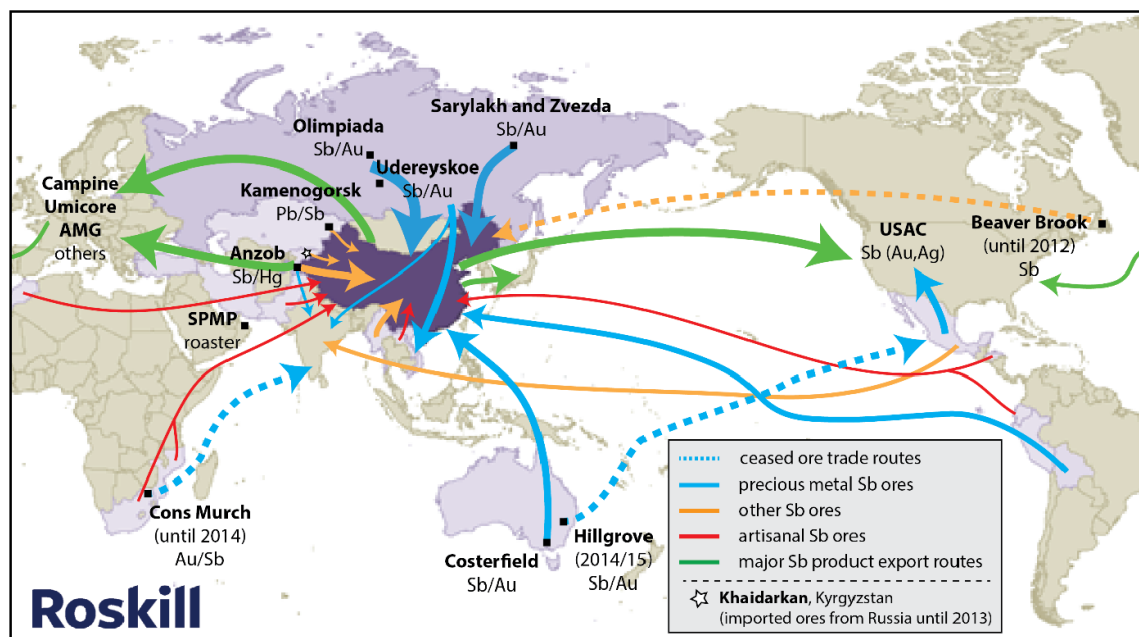 Sarylakh and Zvezda
Sb/Au
Olimpiada
Sb/Au
Udereyskoe
Sb/Au
Kamenogorsk
Pb/Sb
Campine
Umicore
AMG
others
Anzob
Sb/Hg
SPMP
roaster
USAC
Sb (Au,Ag)
Beaver Brook
(until 2012)
Sb
Cons Murch
(until 2014)
Au/Sb
Costerfield
Sb/Au
Hillgrove
(2014/15)
Sb/Au
ceased ore trade routes
precious metal Sb ores
other Sb ores
artisanal Sb ores
major Sb product export routes
Khaidarkan, Kyrgyzstan
(imported ores from Russia until 2013)
Roskill